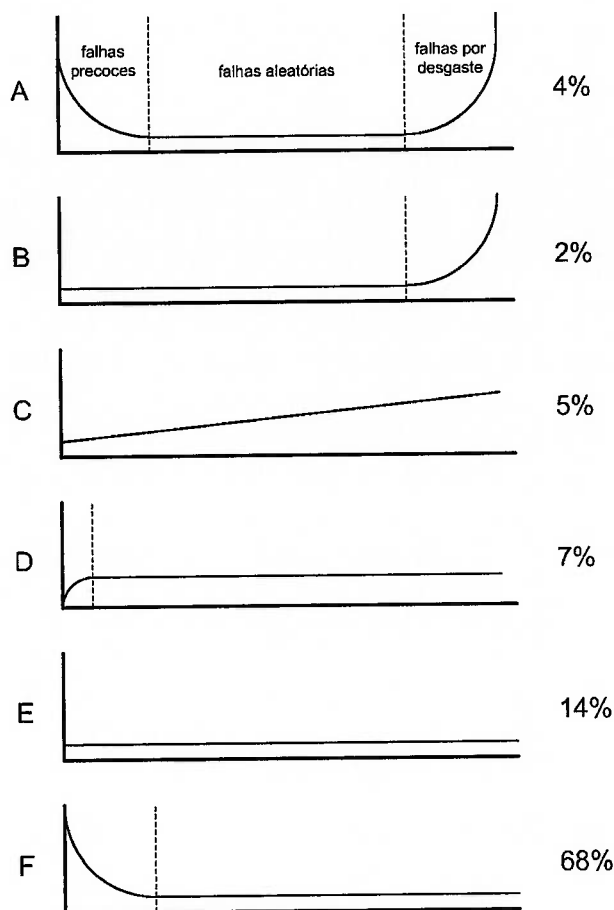 A
falhas
precoces
falhas aleatórias
falhas por
desgaste
4%
B
2%
C
5%
D
7%
E
14%
F
68%